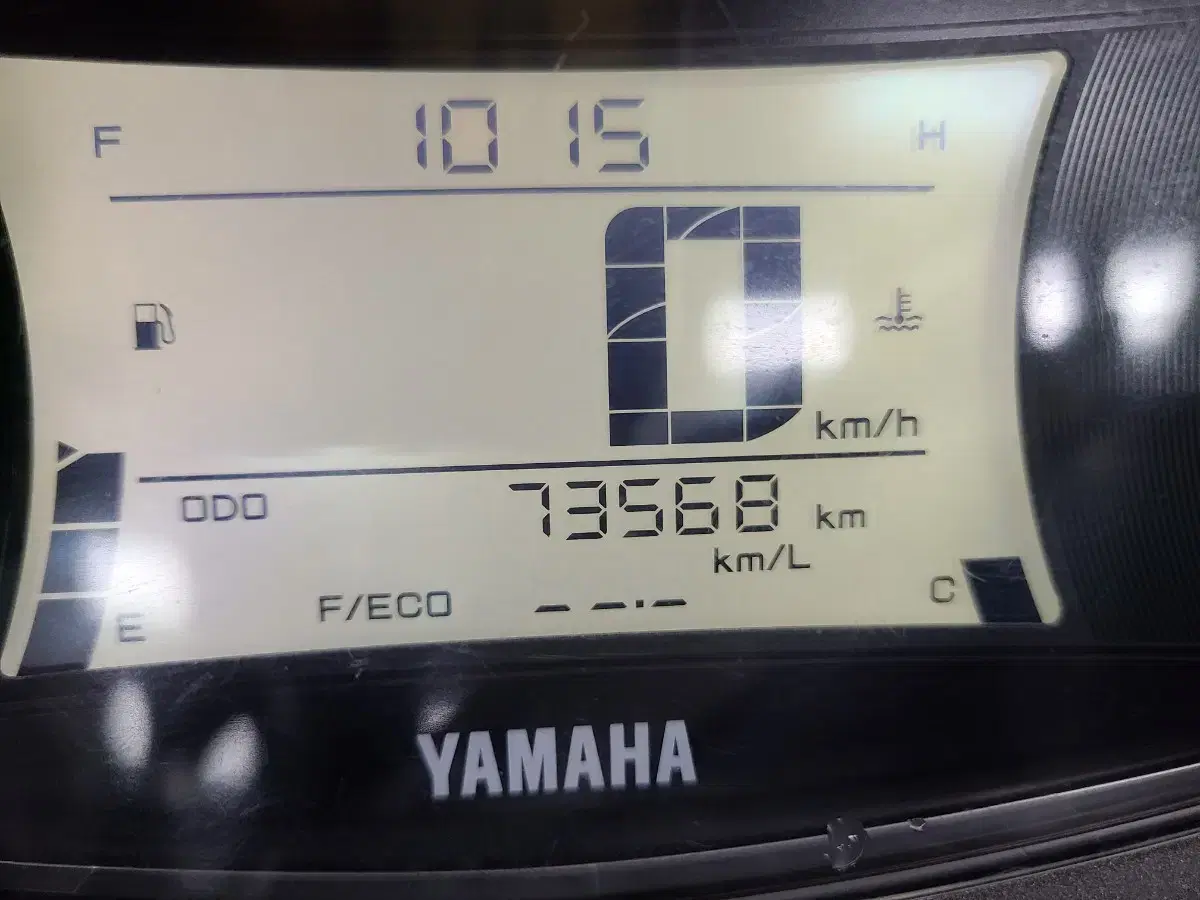 F 10 15 H
0 km/h
ODO 73568 km
km/L
F/ECO _ _._ C
E
YAMAHA